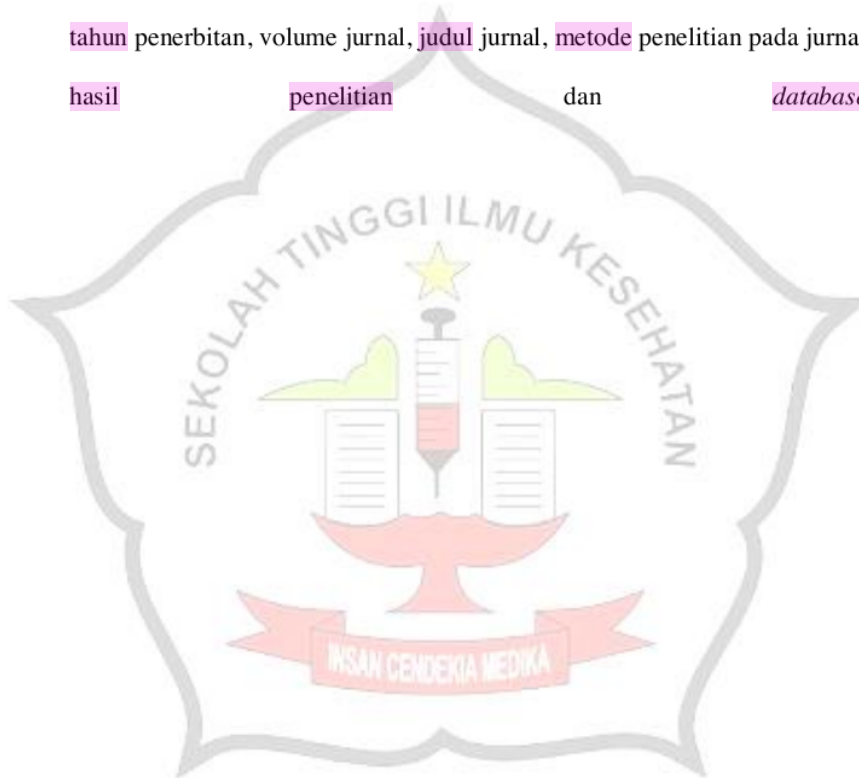 tahun penerbitan, volume jurnal, judul jurnal, metode penelitian pada jurna
hasil penelitian dan database
SEKOLAH TINGGI ILMU KESEHATAN
INSAN CENDEKIA MEDIKA